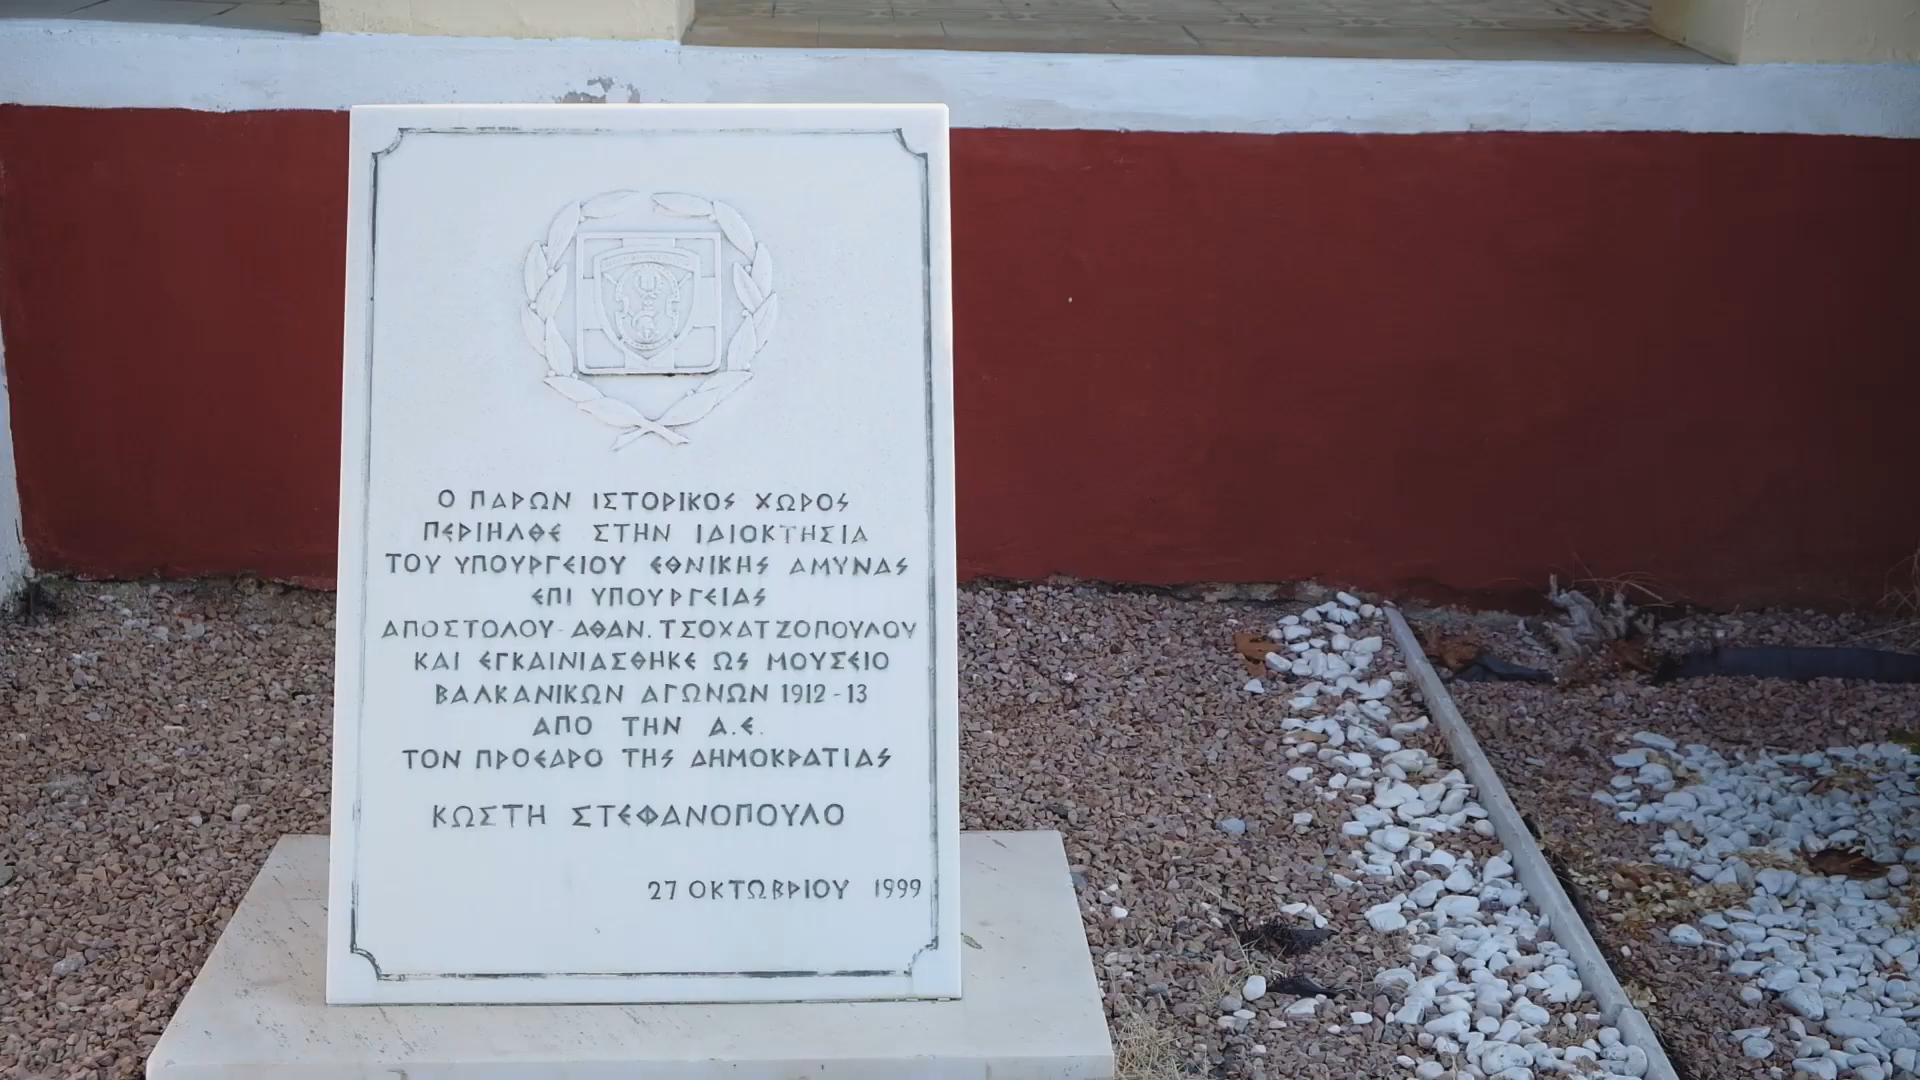 Ο ΠΑΡΩΝ ΙΣΤΟΡΙΚΟΣ ΧΩΡΟΣ
ΠΕΡΙΗΛΘΕ ΣΤΗΝ ΙΔΙΟΚΤΗΣΙΑ
ΤΟΥ ΥΠΟΥΡΓΕΙΟΥ ΕΘΝΙΚΗΣ ΑΜΥΝΑΣ
ΕΠΙ ΥΠΟΥΡΓΕΙΑΣ
ΑΠΟΣΤΟΛΟΥ - ΑΘΑΝ. ΤΣΟΧΑΤΖΟΠΟΥΛΟΥ
ΚΑΙ ΕΓΚΑΙΝΙΑΣΘΗΚΕ ΩΣ ΜΟΥΣΕΙΟ
ΒΑΛΚΑΝΙΚΩΝ ΑΓΩΝΩΝ 1912-13
ΑΠΟ ΤΗΝ Α.Ε.
ΤΟΝ ΠΡΟΕΔΡΟ ΤΗΣ ΔΗΜΟΚΡΑΤΙΑΣ
ΚΩΣΤΗ ΣΤΕΦΑΝΟΠΟΥΛΟ
27 ΟΚΤΩΒΡΙΟΥ 1999